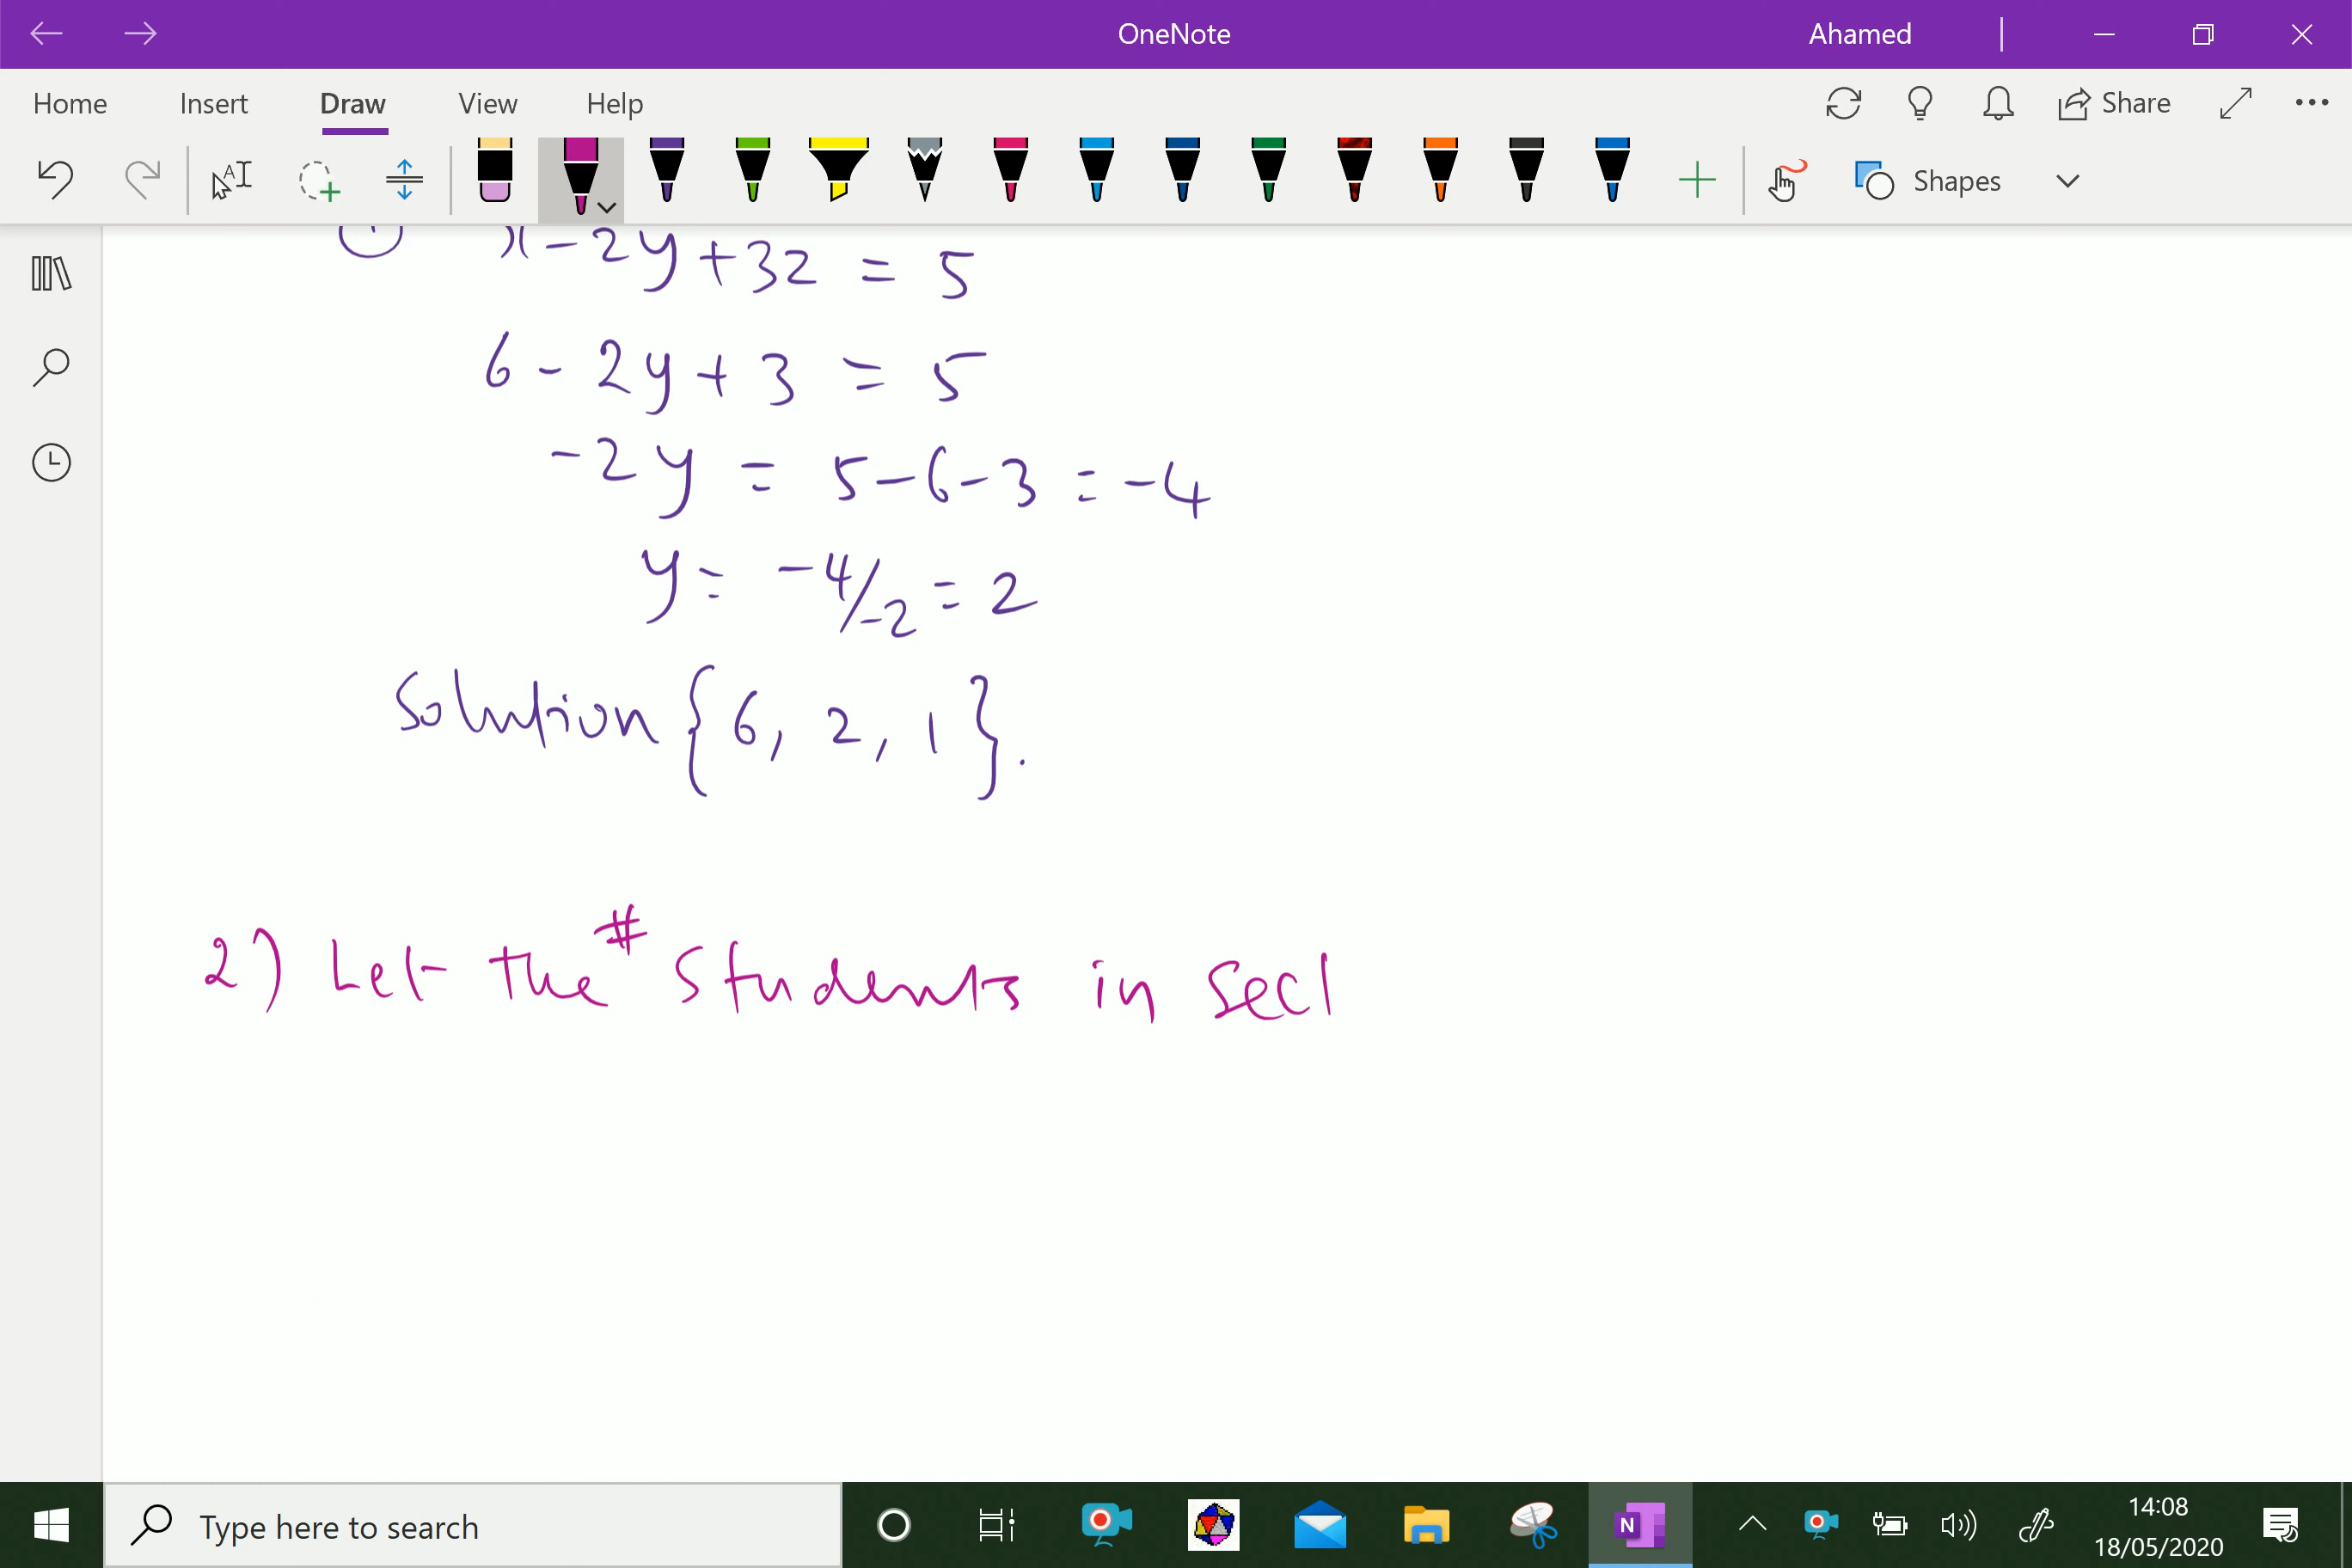 OneNote
Ahamed
Home Insert Draw View Help
Share
Shapes
① x-2y+3z = 5
6 - 2y + 3 = 5
-2y = 5-6-3 = -4
y = -4/-2 = 2
Solution {6, 2, 1}.
2) Let the # Students in Sec1
Type here to search
14:08
18/05/2020